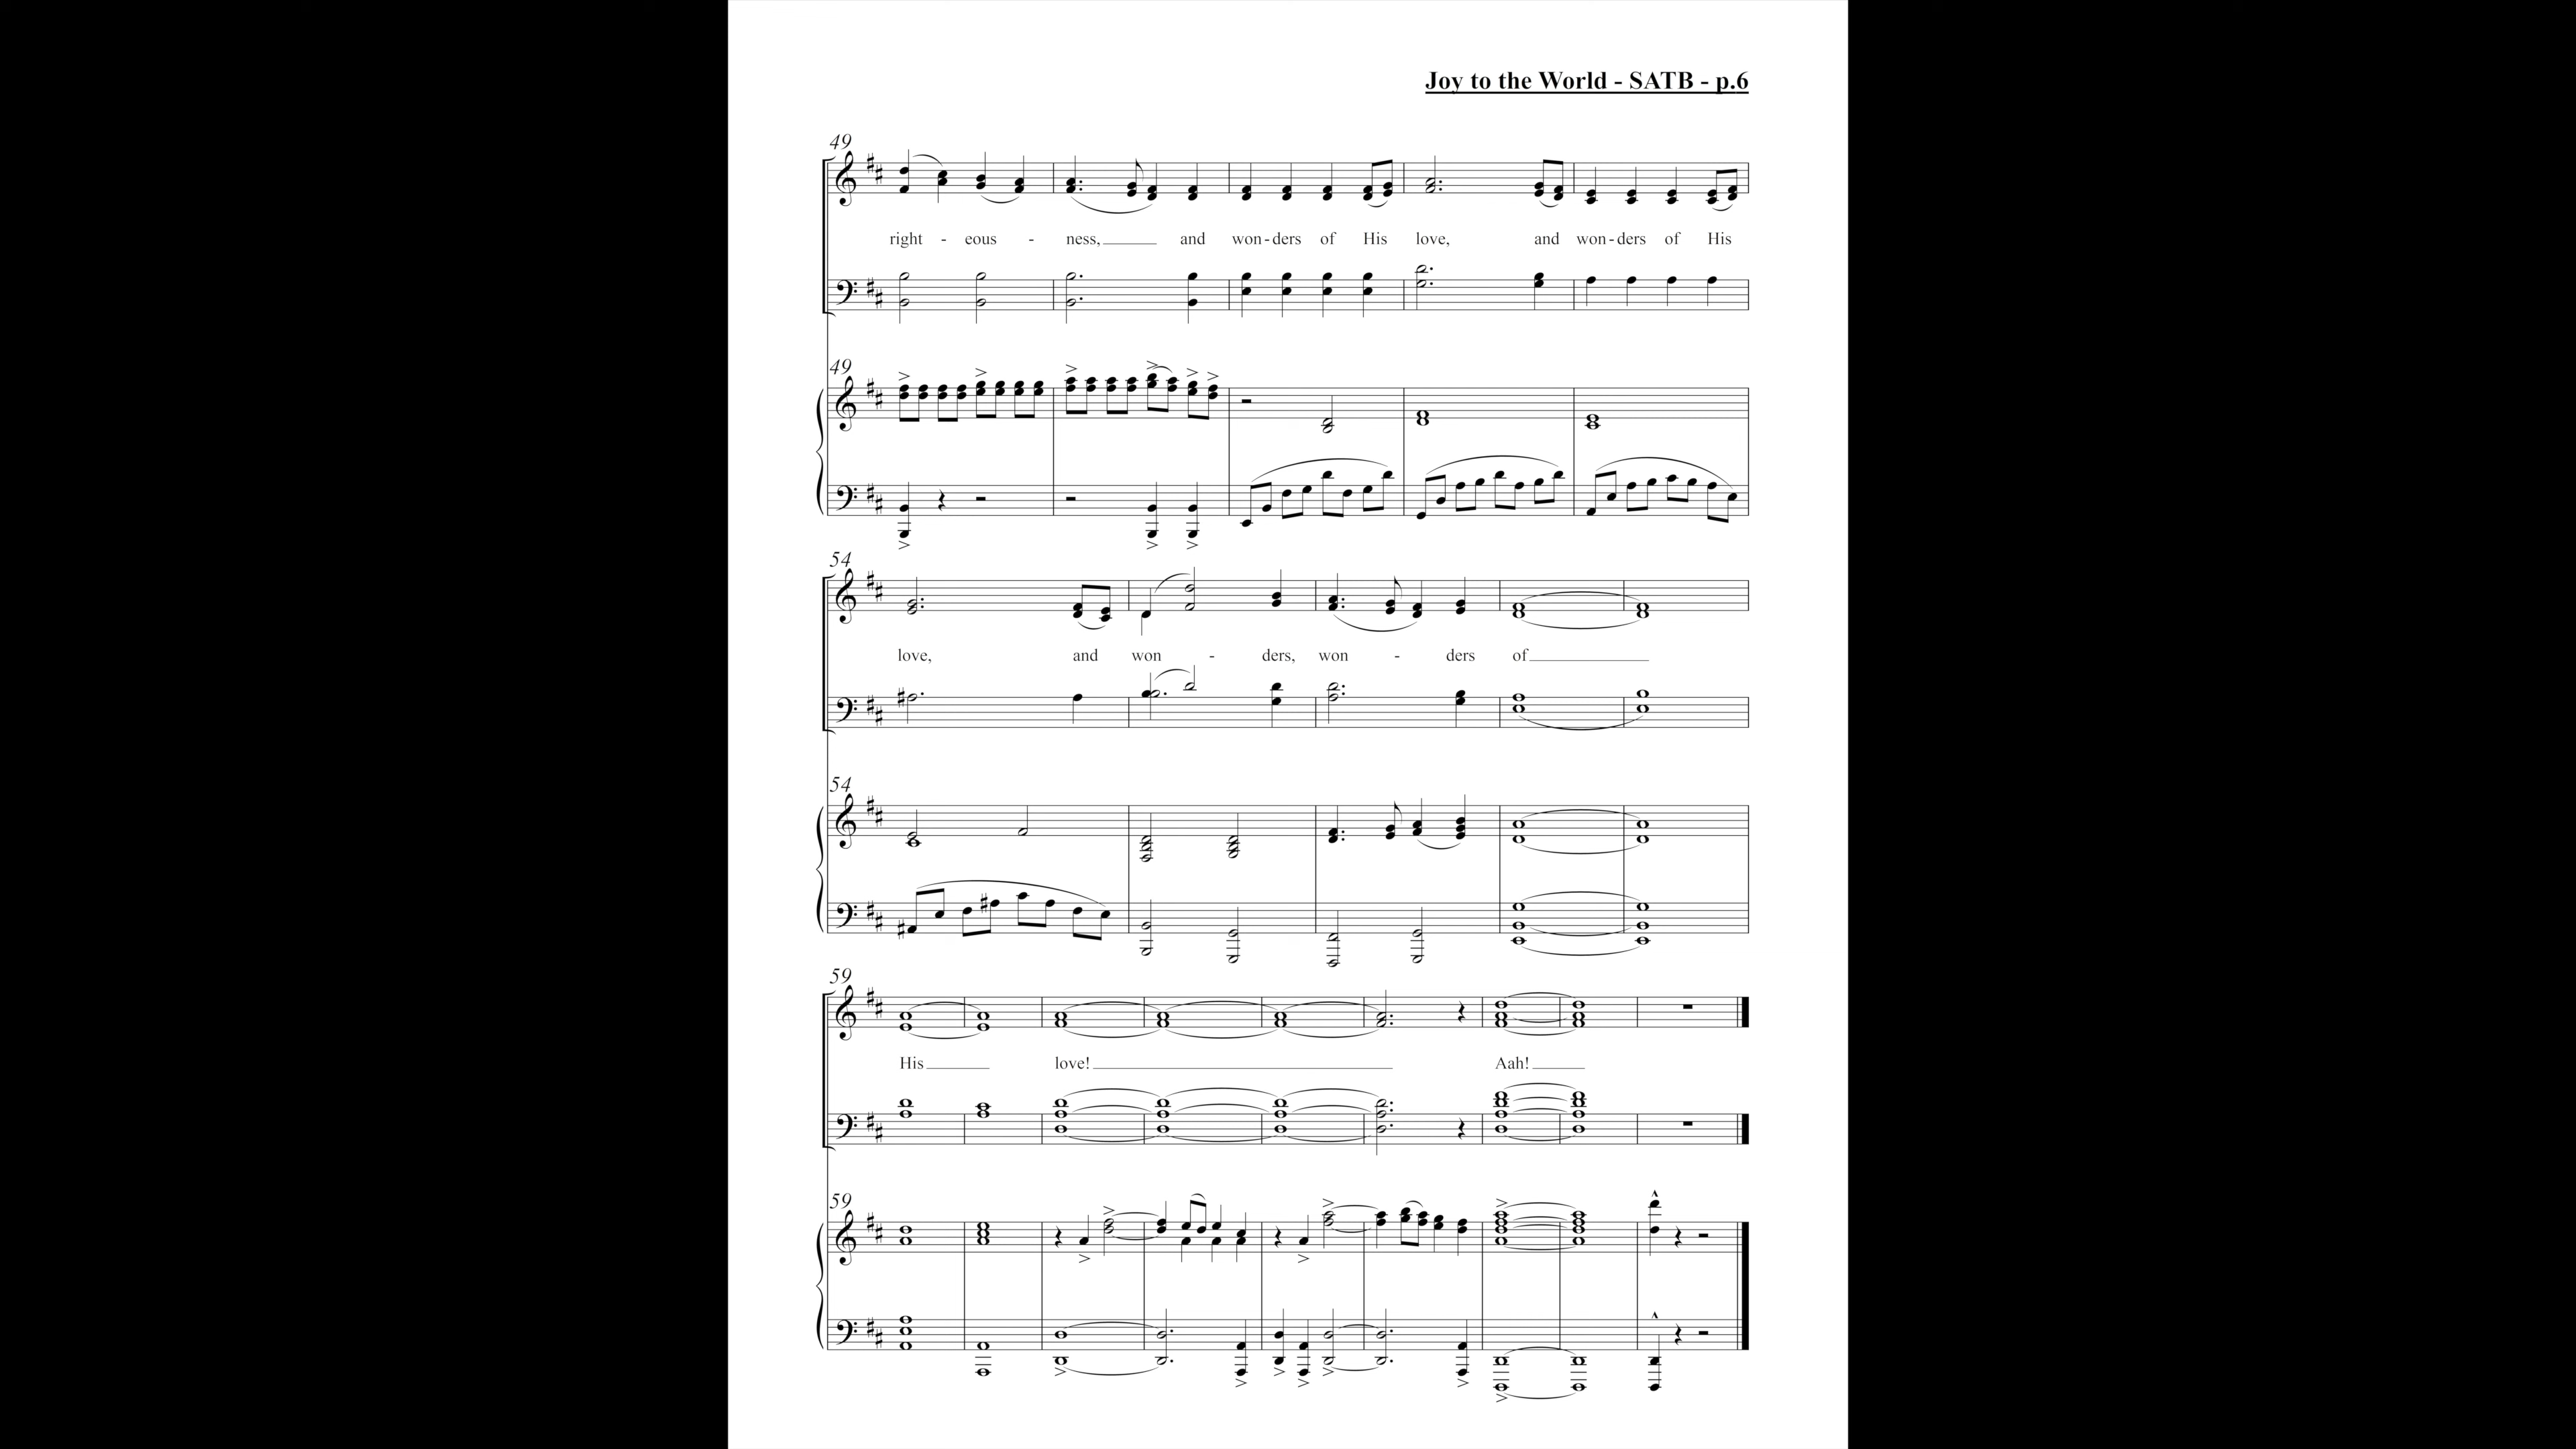 Joy to the World - SATB - p.6
49
right - eous - ness, and won - ders of His love, and won - ders of His
49
54
love, and won - ders, won - ders of
54
59
His love! Aah!
59